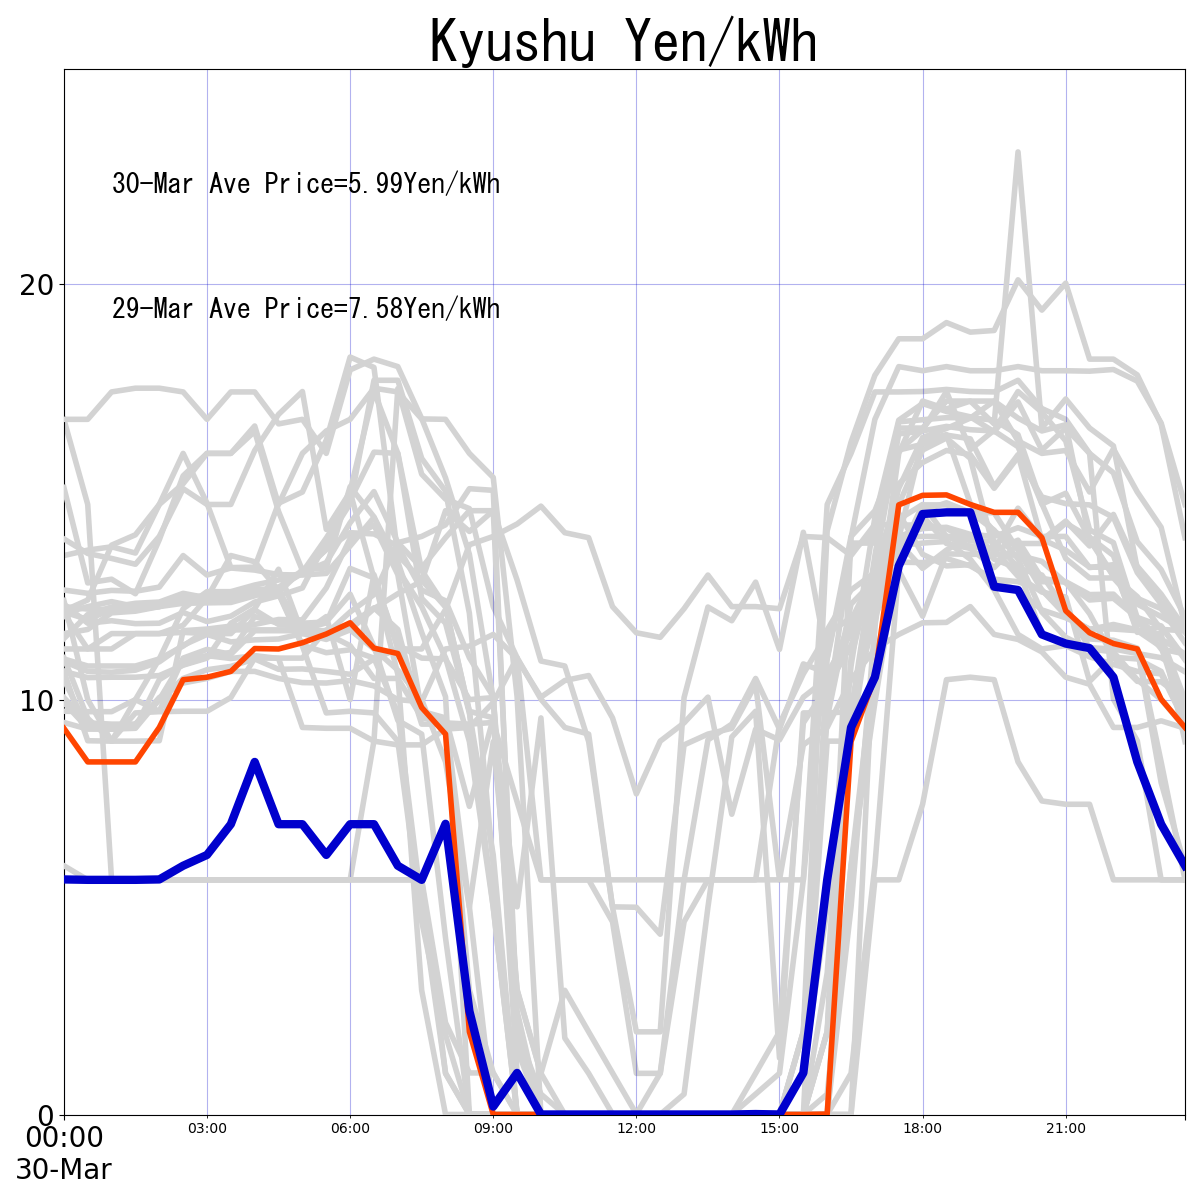 Kyushu Yen/kWh
30-Mar Ave Price=5.99Yen/kWh
20
29-Mar Ave Price=7.58Yen/kWh
10
0
00:00 03:00 06:00 09:00 12:00 15:00 18:00 21:00
30-Mar